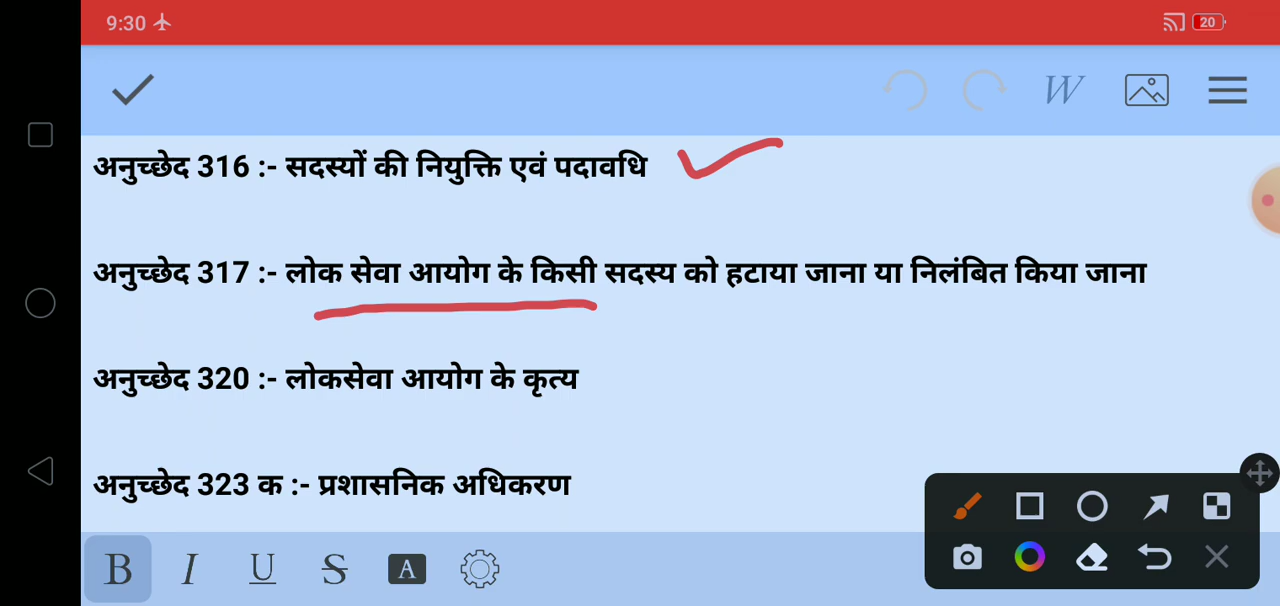 9:30
20
W
अनुच्छेद 316 :- सदस्यों की नियुक्ति एवं पदावधि
अनुच्छेद 317 :- लोक सेवा आयोग के किसी सदस्य को हटाया जाना या निलंबित किया जाना
अनुच्छेद 320 :- लोकसेवा आयोग के कृत्य
अनुच्छेद 323 क :- प्रशासनिक अधिकरण
B I U S A